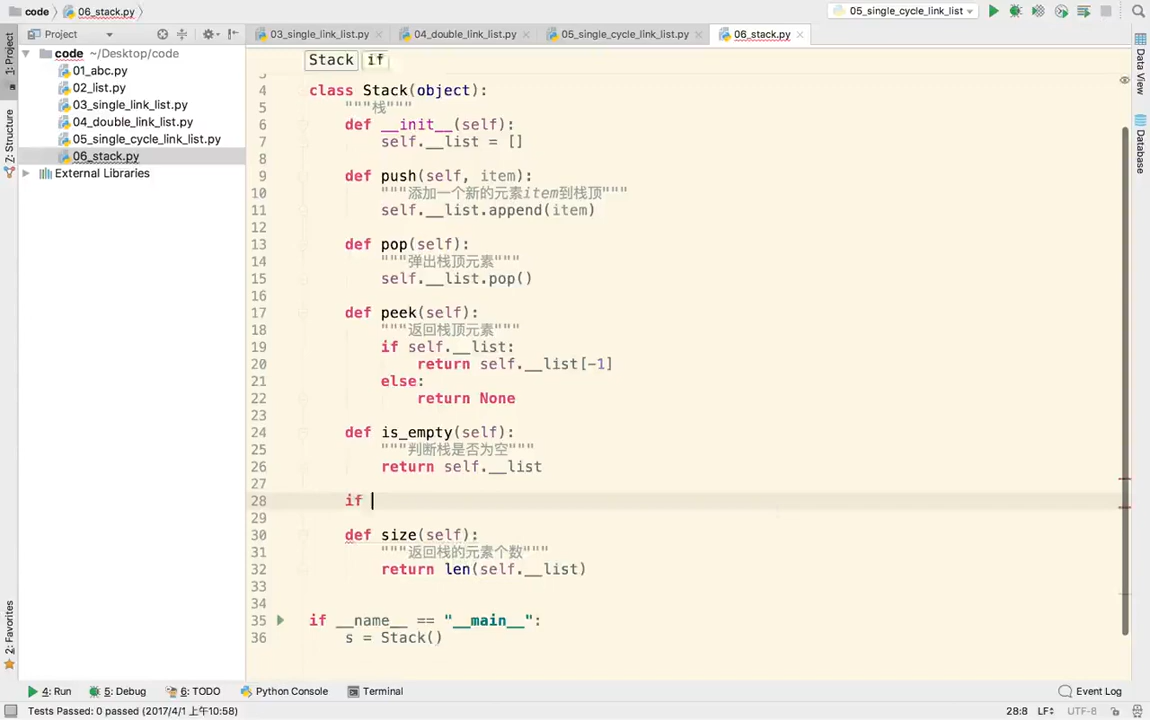 code
06_stack.py
05_single_cycle_link_list
Project
03_single_link_list.py
04_double_link_list.py
05_single_cycle_link_list.py
06_stack.py
code ~/Desktop/code
01_abc.py
02_list.py
03_single_link_list.py
04_double_link_list.py
05_single_cycle_link_list.py
06_stack.py
External Libraries
1: Project
7: Structure
2: Favorites
Data View
Database
Stack if
3
4 class Stack(object):
5 """栈"""
6 def __init__(self):
7 self.__list = []
8
9 def push(self, item):
10 """添加一个新的元素item到栈顶"""
11 self.__list.append(item)
12
13 def pop(self):
14 """弹出栈顶元素"""
15 self.__list.pop()
16
17 def peek(self):
18 """返回栈顶元素"""
19 if self.__list:
20 return self.__list[-1]
21 else:
22 return None
23
24 def is_empty(self):
25 """判断栈是否为空"""
26 return self.__list
27
28 if
29
30 def size(self):
31 """返回栈的元素个数"""
32 return len(self.__list)
33
34
35 if __name__ == "__main__":
36 s = Stack()
4: Run
5: Debug
6: TODO
Python Console
Terminal
Event Log
Tests Passed: 0 passed (2017/4/1 上午10:58)
28:8 LF÷ UTF-8